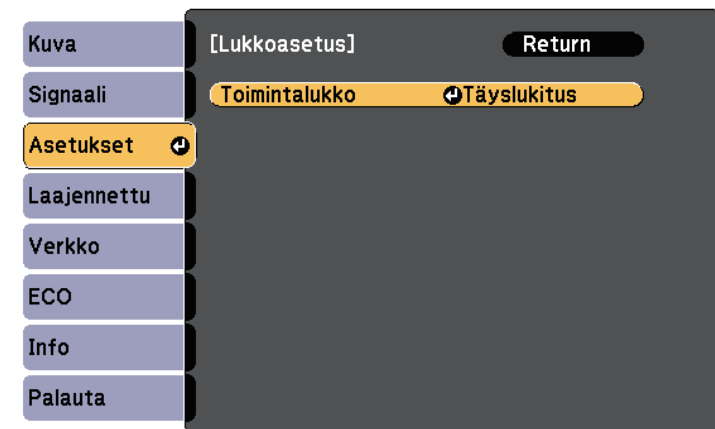 Kuva
Signaali
Asetukset
Laajennettu
Verkko
ECO
Info
Palauta
[Lukkoasetus] Return
Toimintalukko Täyslukitus